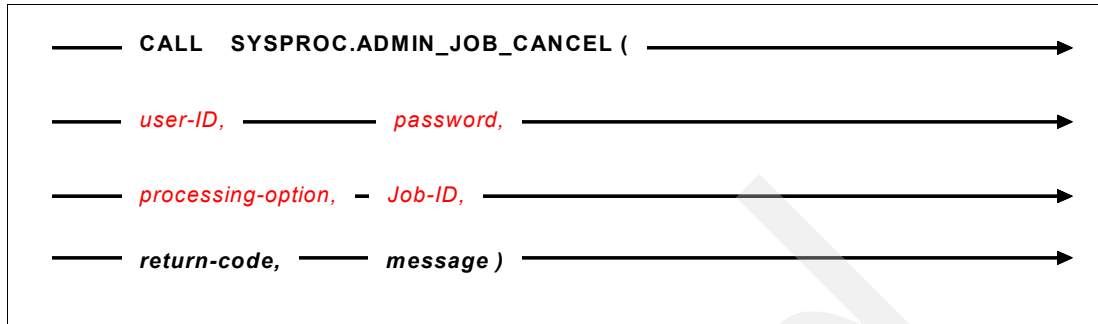 CALL SYSPROC.ADMIN_JOB_CANCEL (
user-ID, password,
processing-option, Job-ID,
return-code, message )